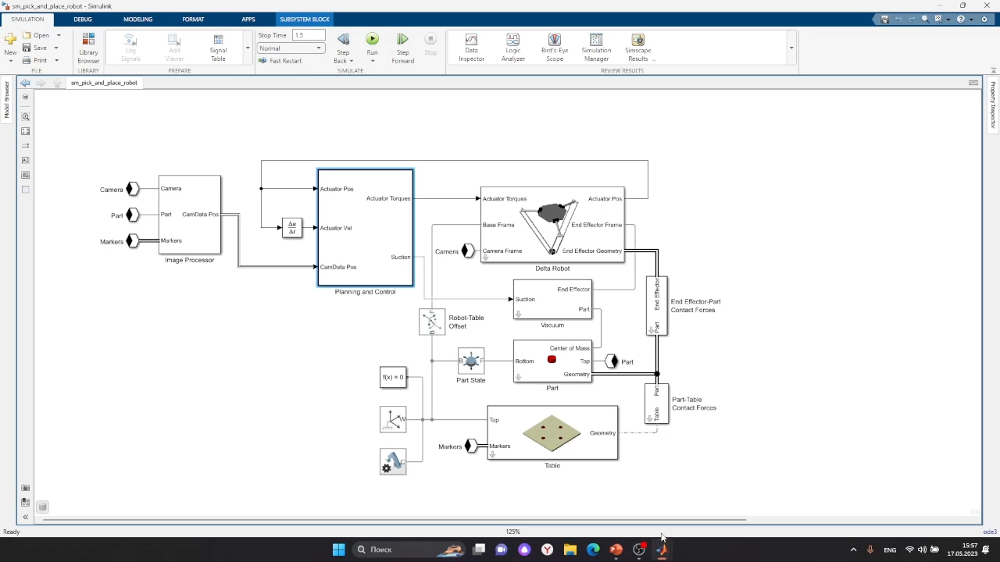 sm_pick_and_place_robot - Simulink
SIMULATION DEBUG MODELING FORMAT APPS SUBSYSTEM BLOCK
New
Open
Save
Print
FILE
Library Browser
LIBRARY
Log Signals
Add Viewer
Signal Table
PREPARE
Stop Time 1.5
Normal
Fast Restart
Step Back
Run
Step Forward
Stop
SIMULATE
Data Inspector
Logic Analyzer
Bird's-Eye Scope
Simulation Manager
Simscape Results ...
REVIEW RESULTS
sm_pick_and_place_robot
Model Browser
Property Inspector
Camera
Part
Markers
Camera
Part
Markers
CamData Pos
Image Processor
Δu
Δt
Actuator Pos
Actuator Vel
CamData Pos
Actuator Torques
Suction
Planning and Control
Camera
Actuator Torques
Base Frame
Camera Frame
Actuator Pos
End Effector Frame
End Effector Geometry
Delta Robot
End Effector
Part
End Effector-Part
Contact Forces
Suction
End Effector
Part
Vacuum
F
B
Robot-Table
Offset
B F
Part State
Bottom
Center of Mass
Top
Geometry
Part
Part
f(x) = 0
W
C
Part
Table
Part-Table
Contact Forces
Markers
Top
Markers
Geometry
Table
Ready
125%
ode3
Поиск
ENG
15:57
17.05.2023